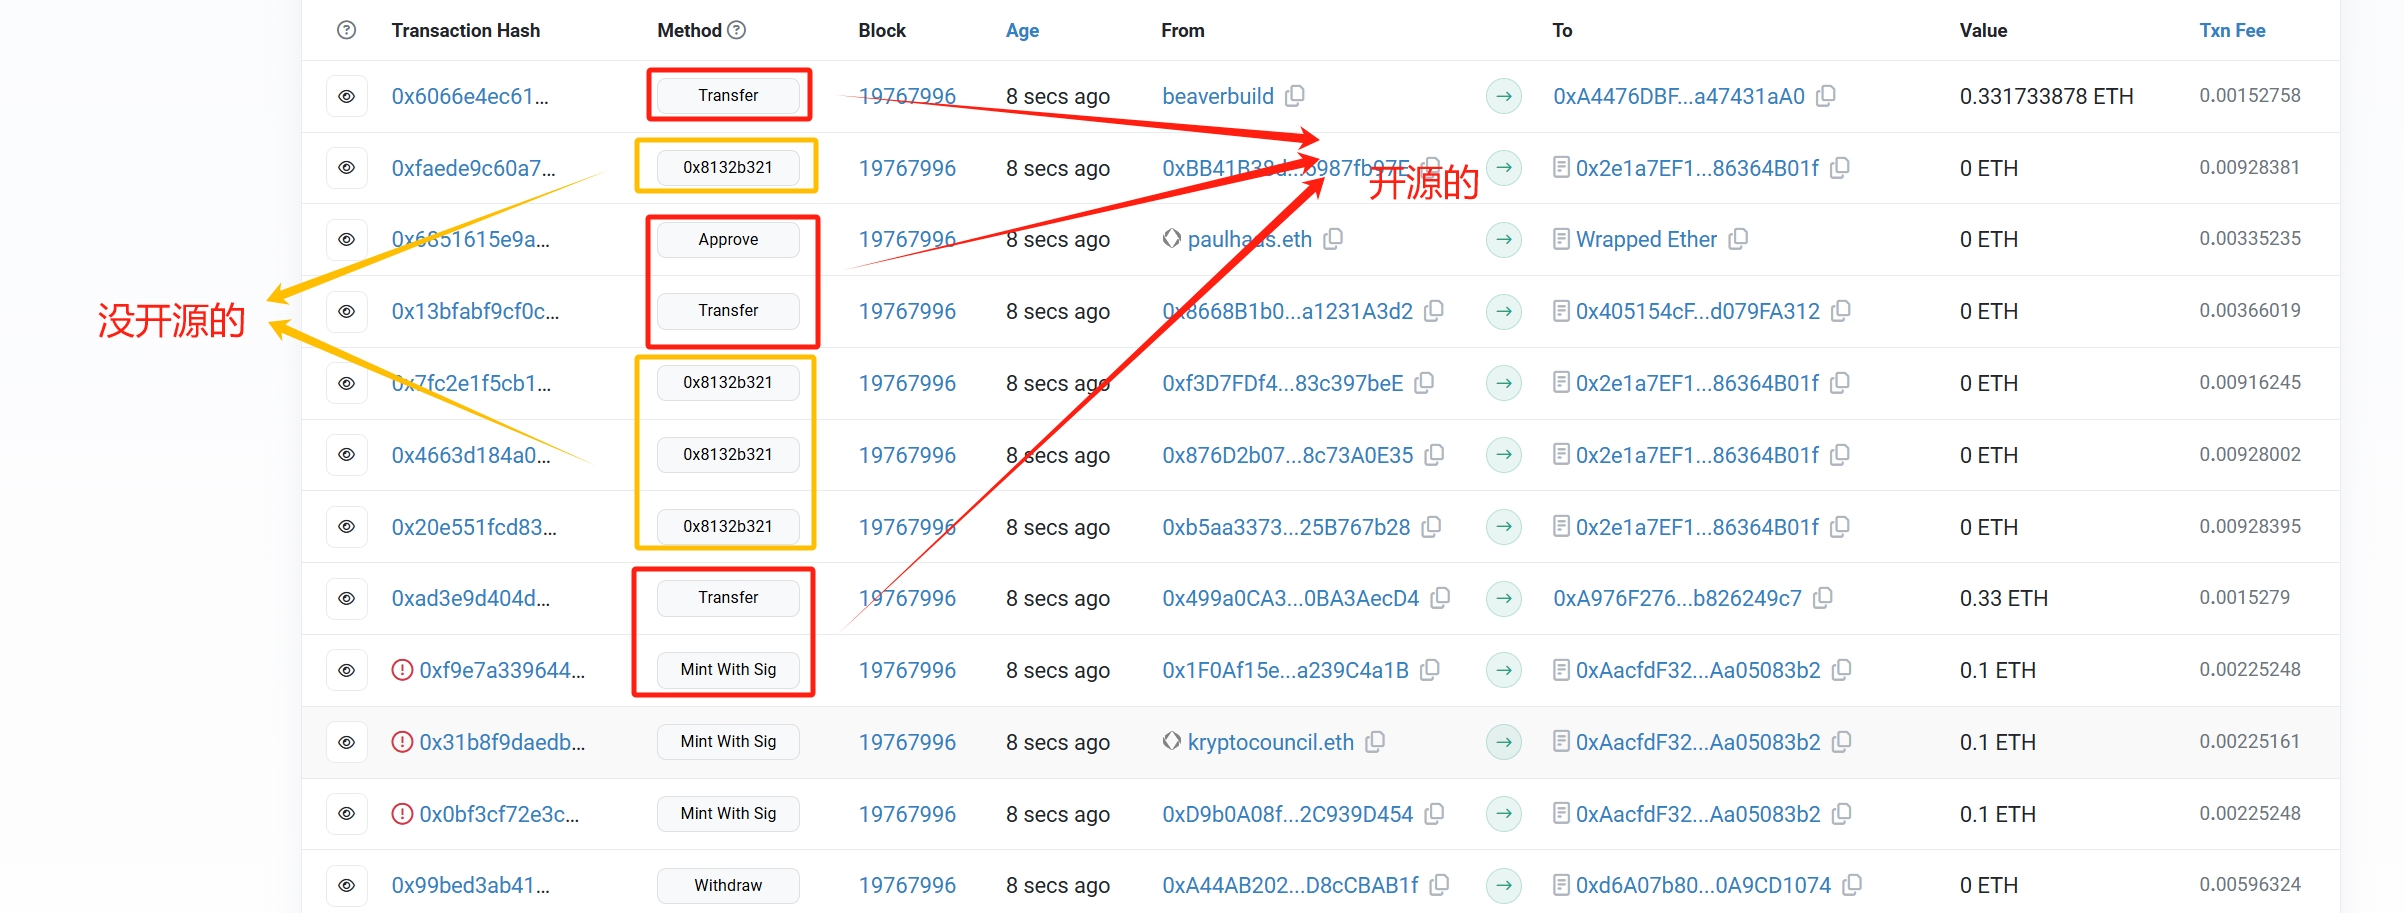 Transaction Hash Method Block Age From To Value Txn Fee
0x6066e4ec61... Transfer 19767996 8 secs ago beaverbuild 0xA4476DBF...a47431aA0 0.331733878 ETH 0.00152758
0xfaede9c60a7... 0x8132b321 19767996 8 secs ago 0x2e1a7EF1...86364B01f 0 ETH 0.00928381
开源的
0x6851615e9a... Approve 19767996 8 secs ago paulhaas.eth Wrapped Ether 0 ETH 0.00335235
没开源的
0x13bfabf9cf0c... Transfer 19767996 8 secs ago 0x8668B1b0...a1231A3d2 0x405154cF...d079FA312 0 ETH 0.00366019
0x7fc2e1f5cb1... 0x8132b321 19767996 8 secs ago 0xf3D7FDf4...83c397beE 0x2e1a7EF1...86364B01f 0 ETH 0.00916245
0x4663d184a0... 0x8132b321 19767996 8 secs ago 0x876D2b07...8c73A0E35 0x2e1a7EF1...86364B01f 0 ETH 0.00928002
0x20e551fcd83... 0x8132b321 19767996 8 secs ago 0xb5aa3373...25B767b28 0x2e1a7EF1...86364B01f 0 ETH 0.00928395
0xad3e9d404d... Transfer 19767996 8 secs ago 0x499a0CA3...0BA3AecD4 0xA976F276...b826249c7 0.33 ETH 0.0015279
0xf9e7a339644... Mint With Sig 19767996 8 secs ago 0x1F0Af15e...a239C4a1B 0xAacfdF32...Aa05083b2 0.1 ETH 0.00225248
0x31b8f9daedb... Mint With Sig 19767996 8 secs ago kryptocouncil.eth 0xAacfdF32...Aa05083b2 0.1 ETH 0.00225161
0x0bf3cf72e3c... Mint With Sig 19767996 8 secs ago 0xD9b0A08f...2C939D454 0xAacfdF32...Aa05083b2 0.1 ETH 0.00225248
0x99bed3ab41... Withdraw 19767996 8 secs ago 0xA44AB202...D8cCBAB1f 0xd6A07b80...0A9CD1074 0 ETH 0.00596324